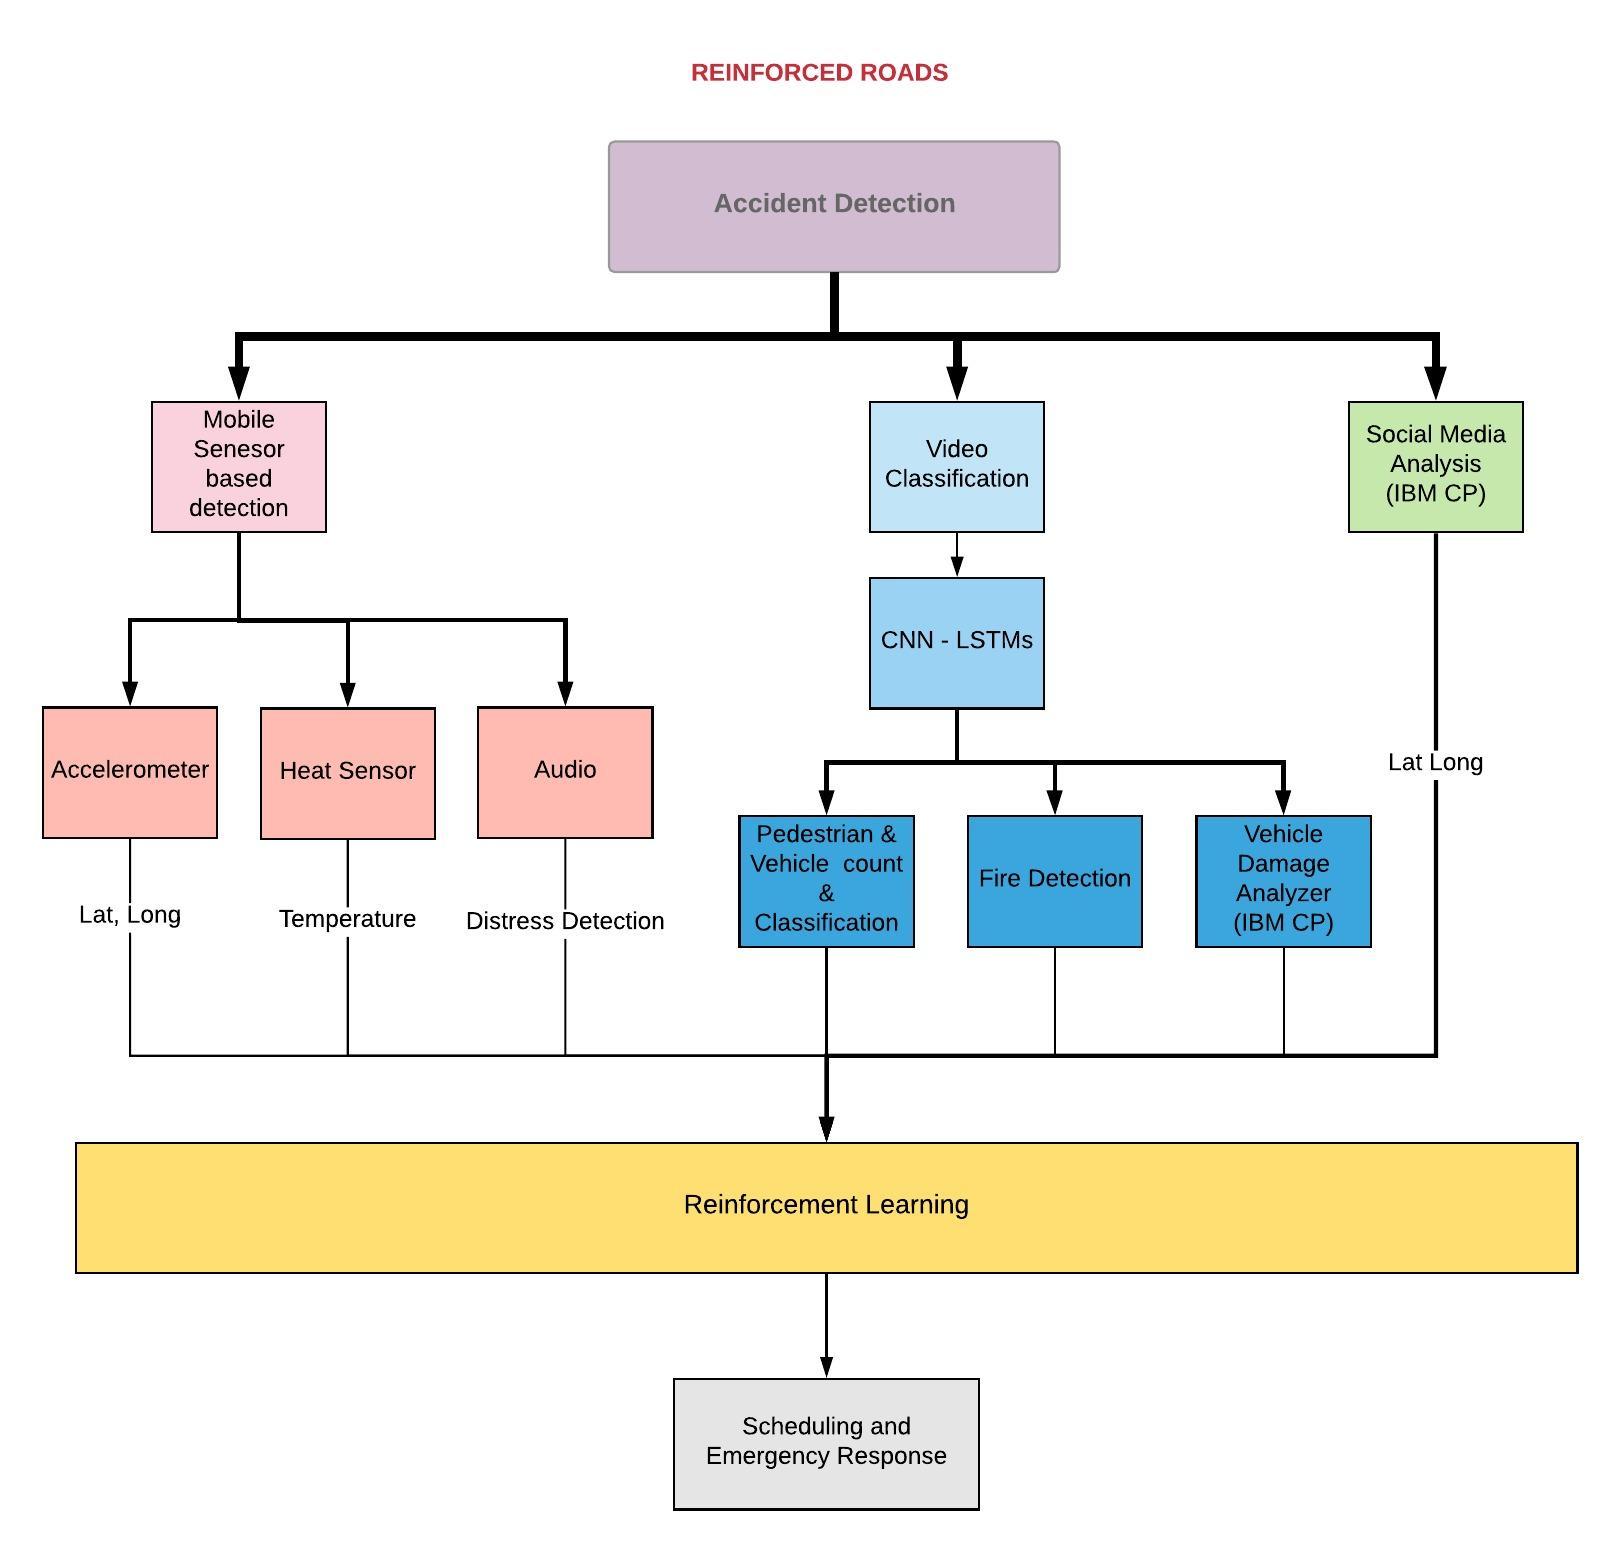 REINFORCED ROADS
Accident Detection
Mobile
Senesor
based
detection
Video
Classification
Social Media
Analysis
(IBM CP)
CNN - LSTMs
Accelerometer
Heat Sensor
Audio
Lat Long
Pedestrian &
Vehicle  count
&
Classification
Fire Detection
Vehicle
Damage
Analyzer
(IBM CP)
Lat, Long
Temperature
Distress Detection
Reinforcement Learning
Scheduling and
Emergency Response